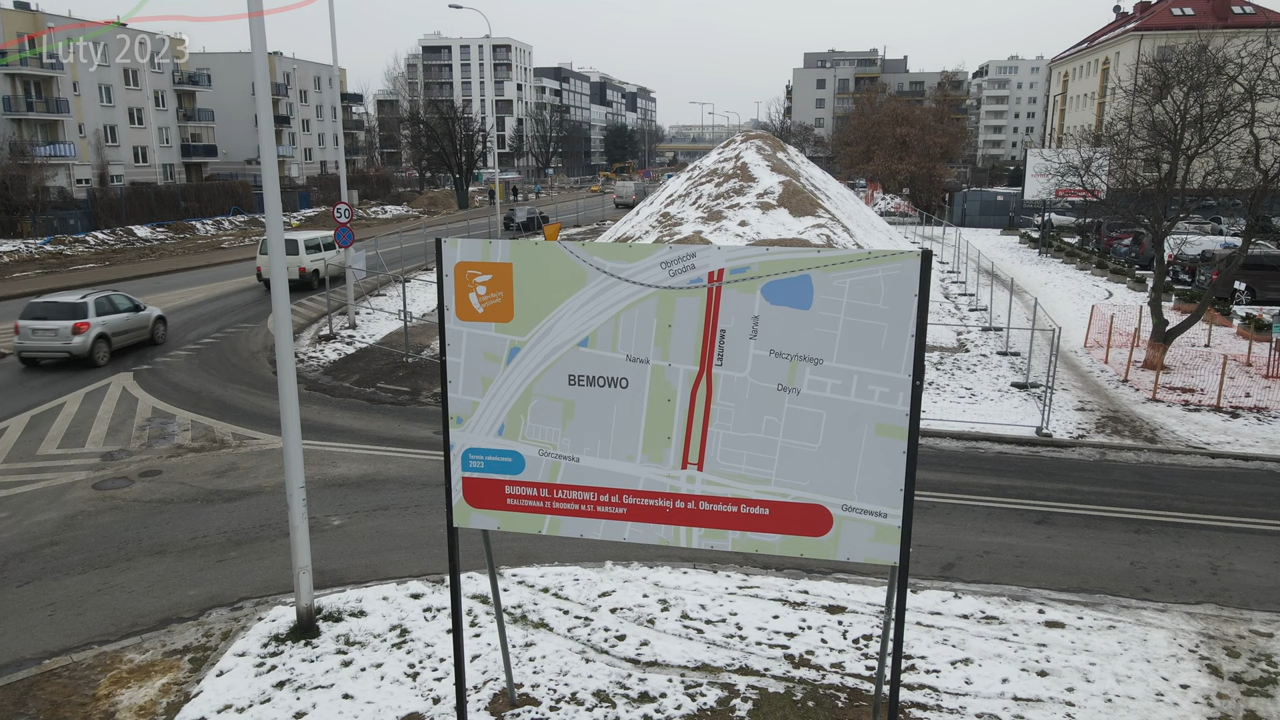 Luty 2023
50
Obrońców
Grodna
Lazurowa
Narwik
Narwik
Pełczyńskiego
BEMOWO
Deyny
Górczewska
Termin zakończenia:
2023
BUDOWA UL. LAZUROWEJ od ul. Górczewskiej do al. Obrońców Grodna
REALIZOWANA ZE ŚRODKÓW M.ST. WARSZAWY
Górczewska